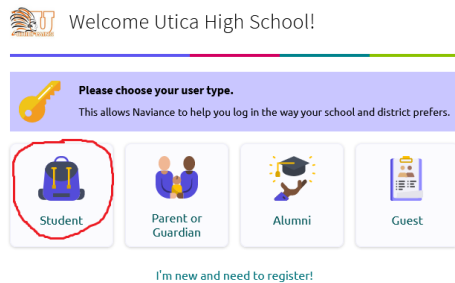 Welcome Utica High School!
Please choose your user type.
This allows Naviance to help you log in the way your school and district prefers.
Student
Parent or
Guardian
Alumni
Guest
I'm new and need to register!